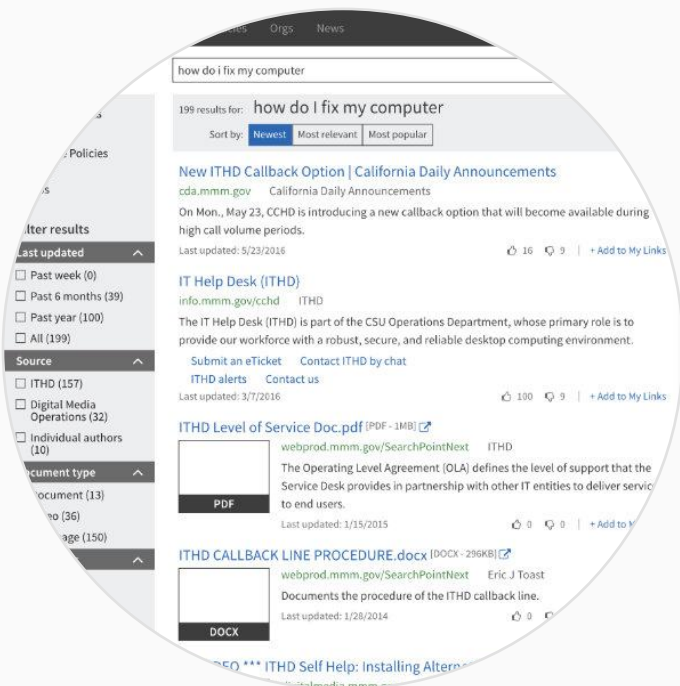 Orgs News
how do i fix my computer
199 results for: how do I fix my computer
Sort by: Newest Most relevant Most popular
Policies
New ITHD Callback Option | California Daily Announcements
cda.mmm.gov California Daily Announcements
On Mon., May 23, CCHD is introducing a new callback option that will become available during
high call volume periods.
Last updated: 5/23/2016 16 9 | + Add to My Links
results
Last updated
Past week (0)
Past 6 months (39)
Past year (100)
All (199)
Source
ITHD (157)
Digital Media
Operations (32)
Individual authors
(10)
type
(13)
(36)
(150)
IT Help Desk (ITHD)
info.mmm.gov/cchd ITHD
The IT Help Desk (ITHD) is part of the CSU Operations Department, whose primary role is to
provide our workforce with a robust, secure, and reliable desktop computing environment.
Submit an eTicket Contact ITHD by chat
ITHD alerts Contact us
Last updated: 3/7/2016 100 9 | + Add to My Links
ITHD Level of Service Doc.pdf [PDF - 1MB]
webprod.mmm.gov/SearchPointNext ITHD
The Operating Level Agreement (OLA) defines the level of support that the
Service Desk provides in partnership with other IT entities to deliver
to end users.
PDF
Last updated: 1/15/2015 0 0 | + Add to
ITHD CALLBACK LINE PROCEDURE.docx [DOCX - 296KB]
webprod.mmm.gov/SearchPointNext Eric J Toast
Documents the procedure of the ITHD callback line.
Last updated: 1/28/2014 0
DOCX
*** ITHD Self Help: Installing